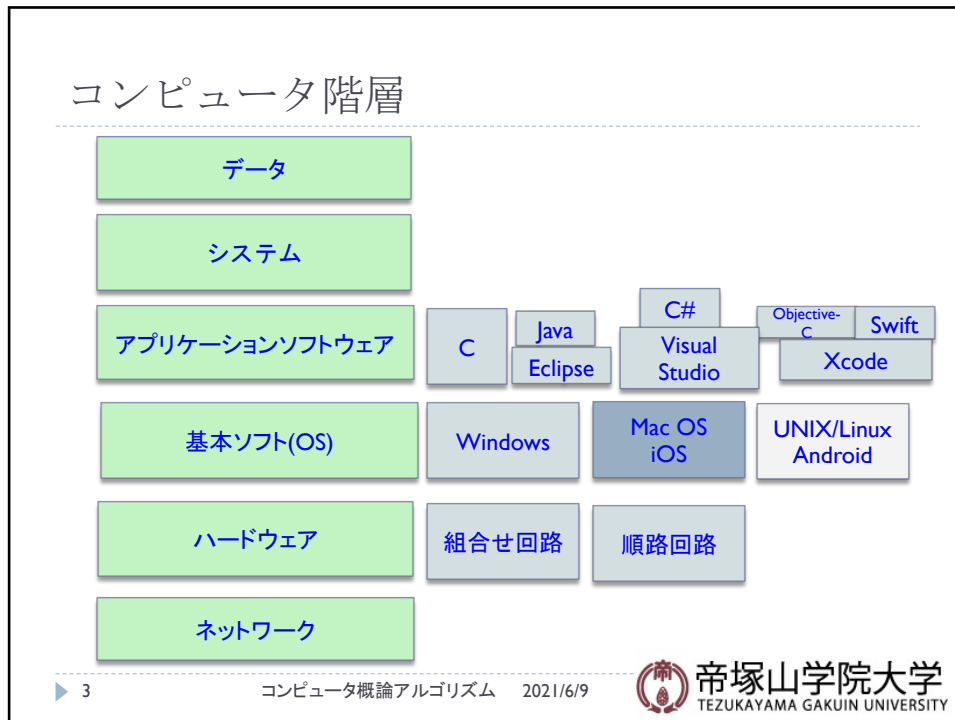 コンピュータ階層
データ
システム
アプリケーションソフトウェア
C
Java
Eclipse
C#
Visual
Studio
Objective-
C
Swift
Xcode
基本ソフト(OS)
Windows
Mac OS
iOS
UNIX/Linux
Android
ハードウェア
組合せ回路
順路回路
ネットワーク
3
コンピュータ概論アルゴリズム 2021/6/9
帝塚山学院大学
TEZUKAYAMA GAKUIN UNIVERSITY